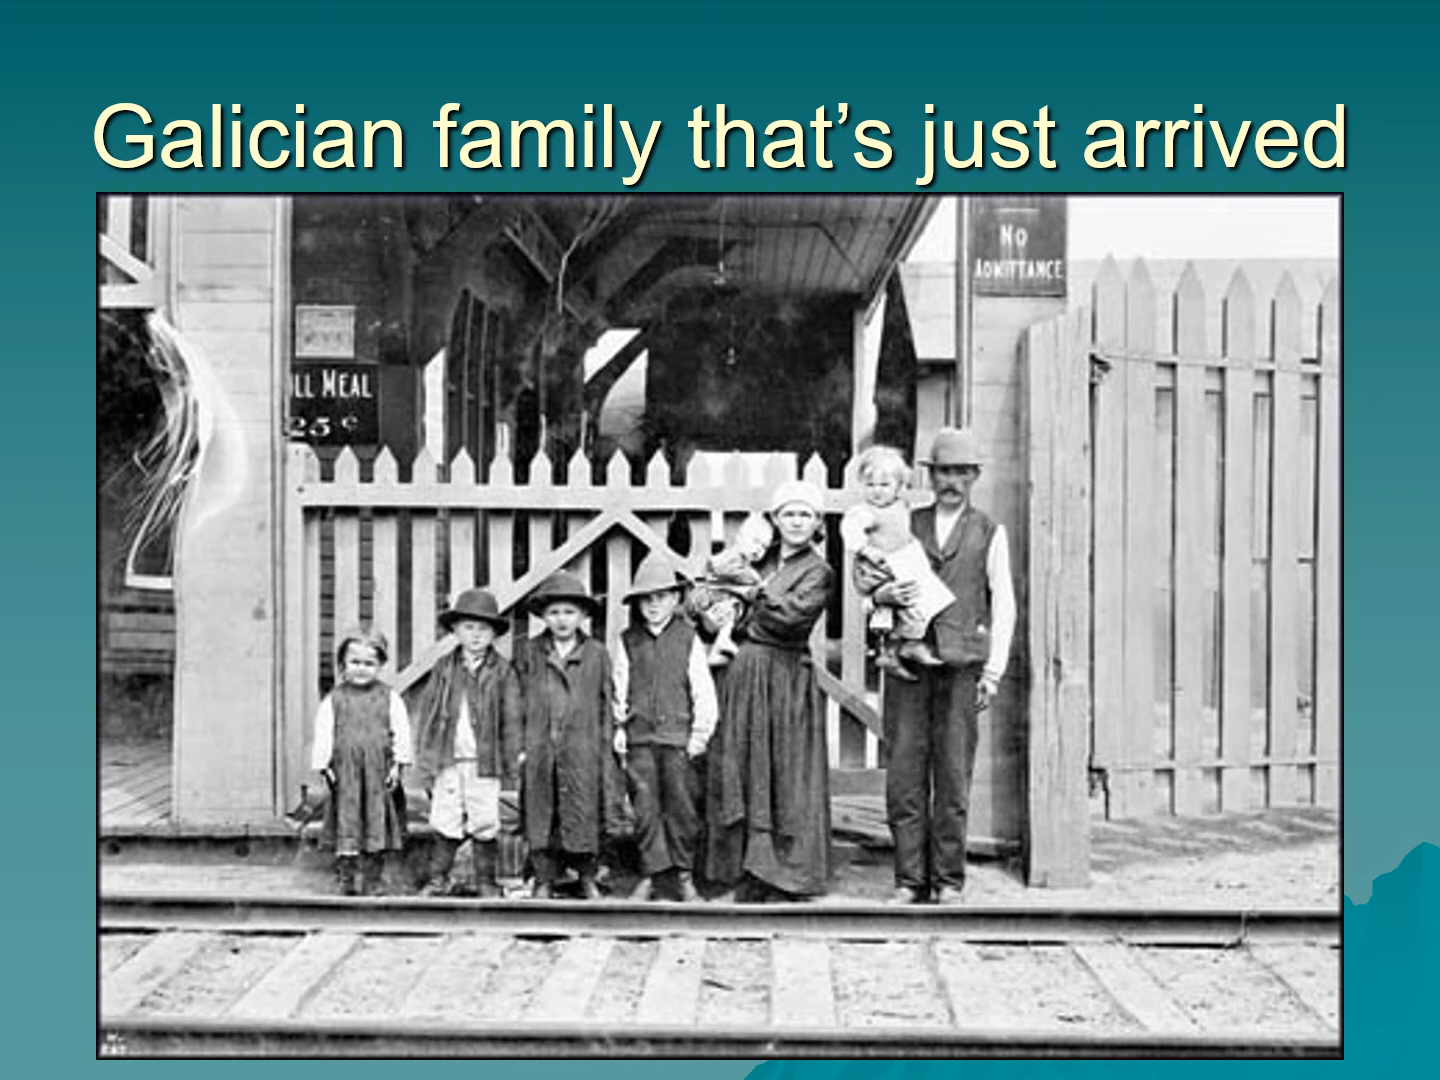 Galician family that's just arrived
No
ADMITTANCE
LL MEAL
25 ¢